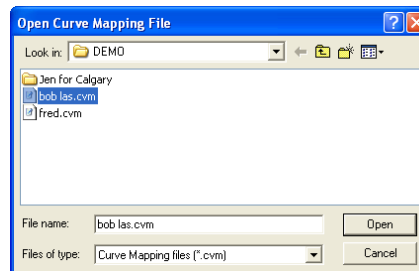 Open Curve Mapping File
Look in: DEMO
Jen for Calgary
bob las.cvm
fred.cvm
File name: bob las.cvm Open
Files of type: Curve Mapping files (*.cvm) Cancel